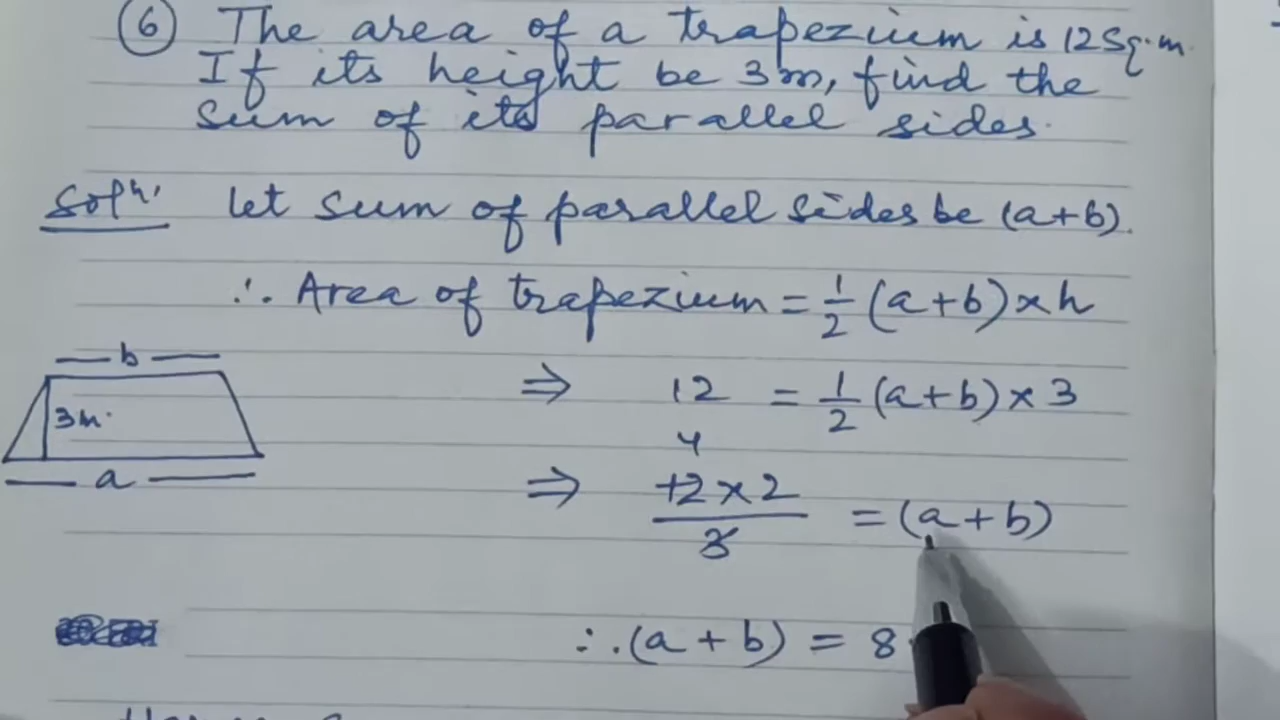 6 The area of a trapezium is 12 Sq.m.
If its height be 3m, find the
sum of its parallel sides.
Soln. let sum of parallel sides be (a+b).
∴ Area of trapezium = 1/2 (a+b) × h
⇒ 12 = 1/2 (a+b) × 3
b
3m.
a
4
⇒ 12 × 2 / 3 = (a+b)
∴ (a+b) = 8